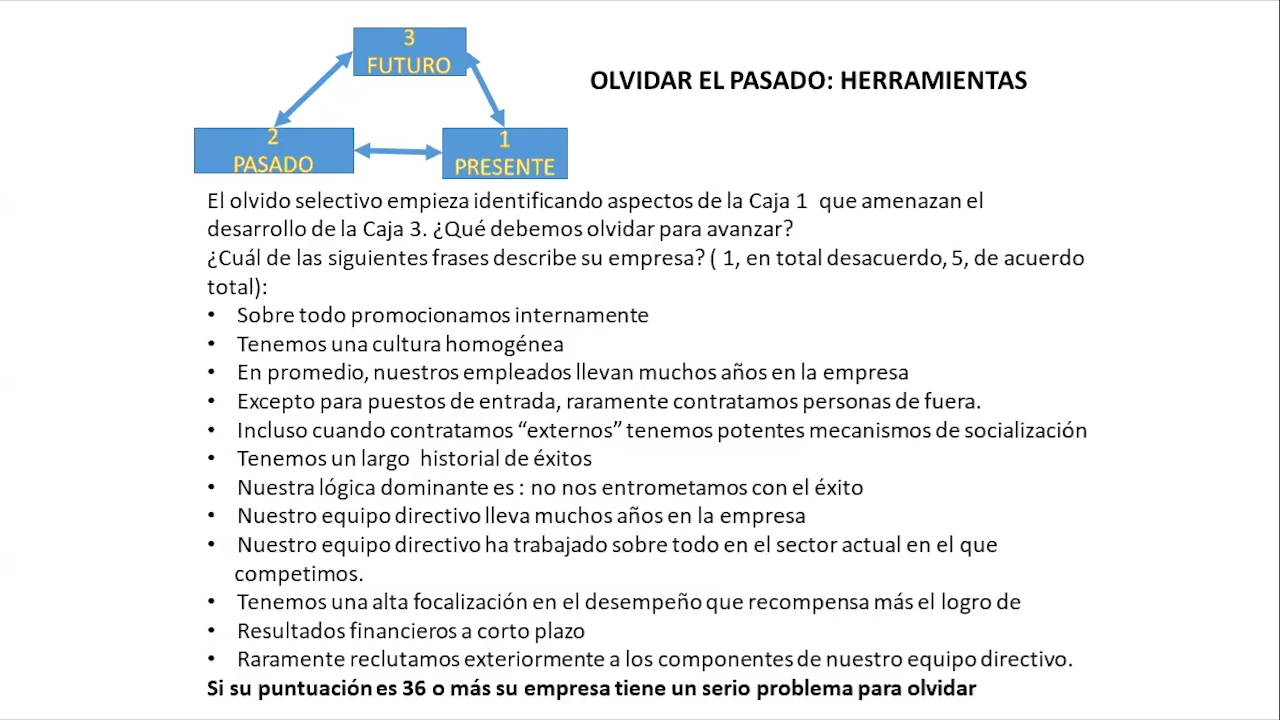 3
FUTURO
OLVIDAR EL PASADO: HERRAMIENTAS
2
PASADO
1
PRESENTE
El olvido selectivo empieza identificando aspectos de la Caja 1 que amenazan el
desarrollo de la Caja 3. ¿Qué debemos olvidar para avanzar?
¿Cuál de las siguientes frases describe su empresa? ( 1, en total desacuerdo, 5, de acuerdo
total):
• Sobre todo promocionamos internamente
• Tenemos una cultura homogénea
• En promedio, nuestros empleados llevan muchos años en la empresa
• Excepto para puestos de entrada, raramente contratamos personas de fuera.
• Incluso cuando contratamos “externos” tenemos potentes mecanismos de socialización
• Tenemos un largo historial de éxitos
• Nuestra lógica dominante es : no nos entrometamos con el éxito
• Nuestro equipo directivo lleva muchos años en la empresa
• Nuestro equipo directivo ha trabajado sobre todo en el sector actual en el que
competimos.
• Tenemos una alta focalización en el desempeño que recompensa más el logro de
• Resultados financieros a corto plazo
• Raramente reclutamos exteriormente a los componentes de nuestro equipo directivo.
Si su puntuación es 36 o más su empresa tiene un serio problema para olvidar